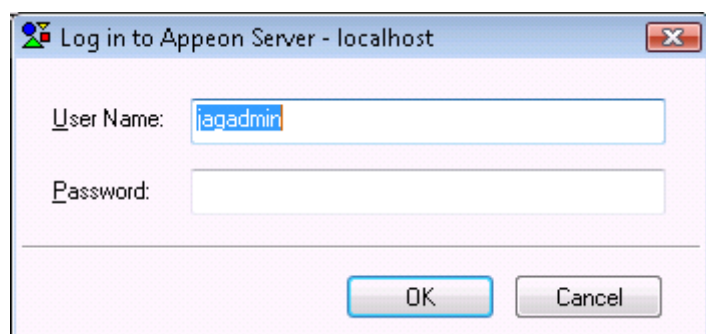 Log in to Appeon Server - localhost
User Name: jagadmin
Password:
OK Cancel